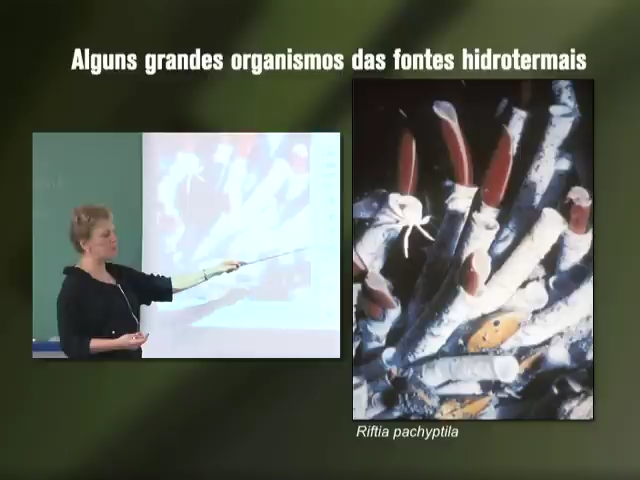 Alguns grandes organismos das fontes hidrotermais
Riftia pachyptila